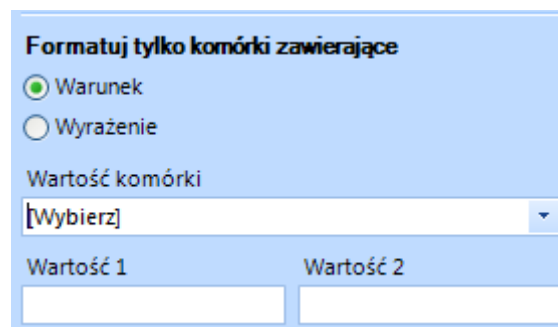 Formatuj tylko komórki zawierające
Warunek
Wyrażenie
Wartość komórki
[Wybierz]
Wartość 1 Wartość 2